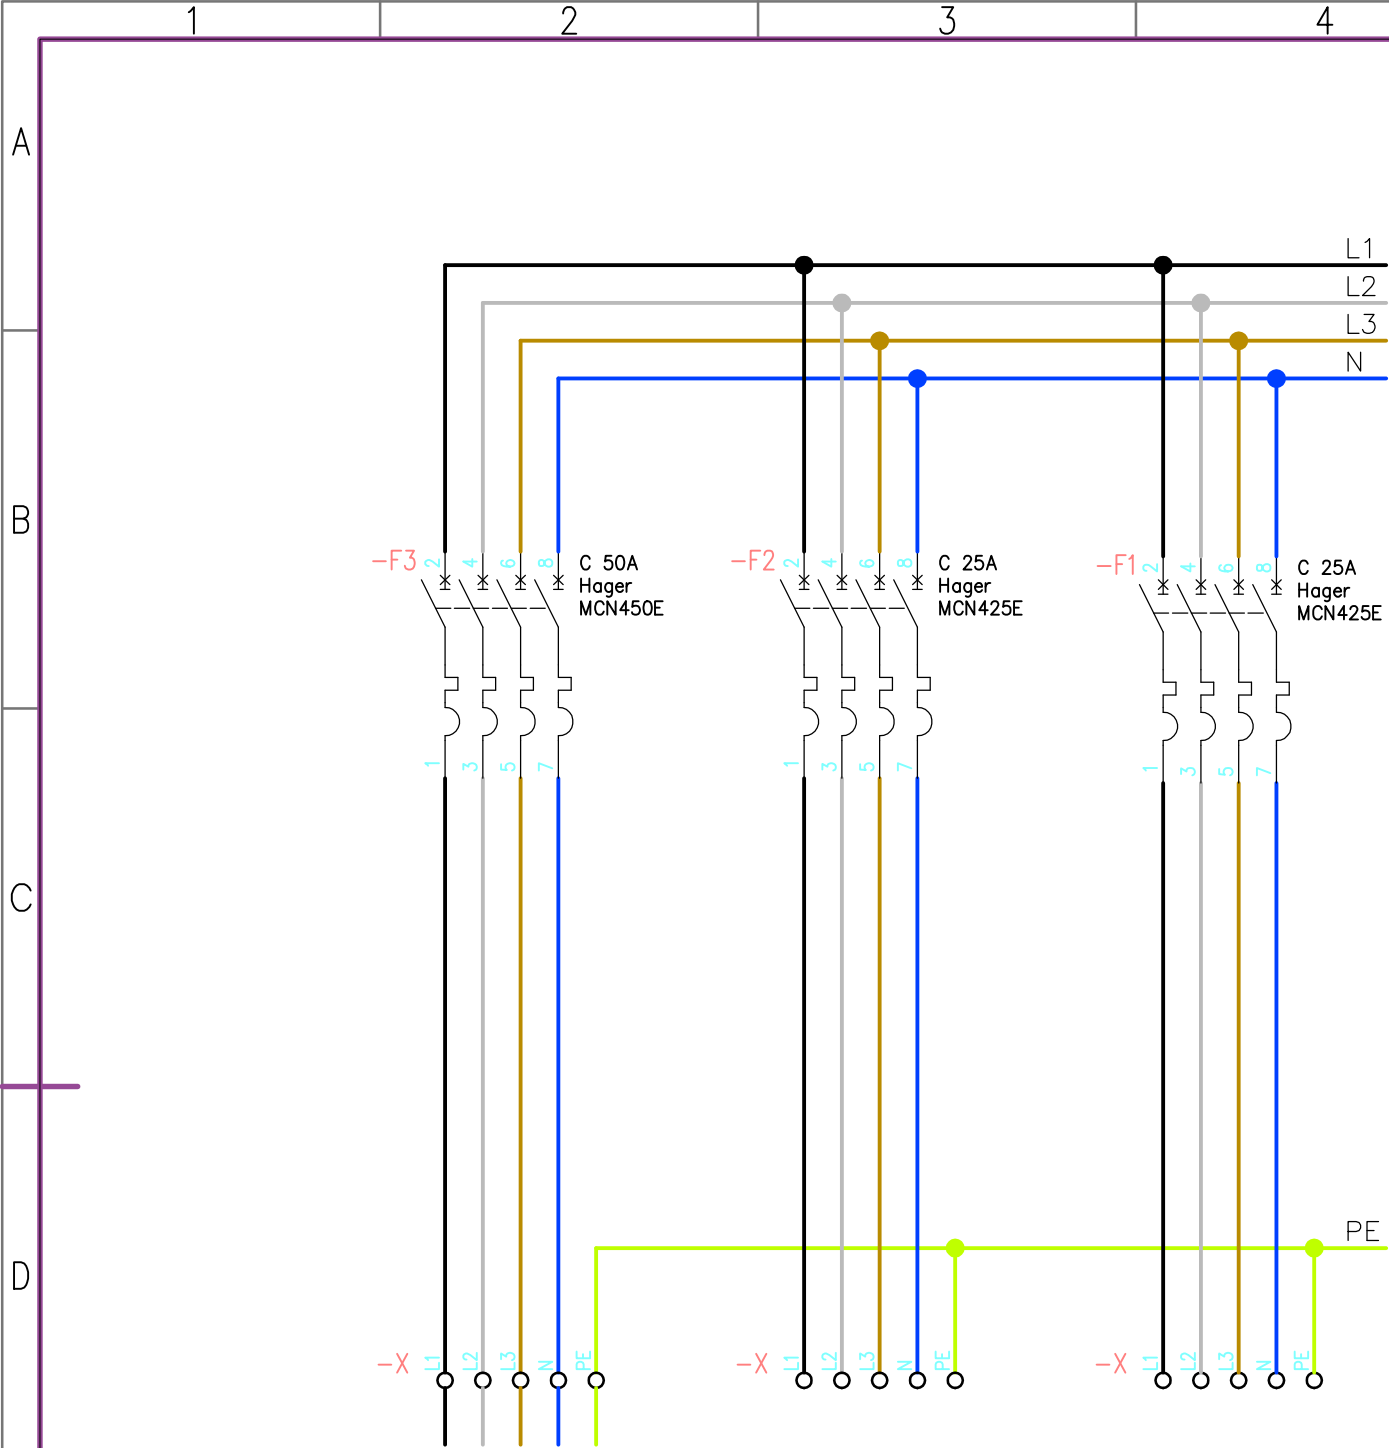 1 2 3 4
A
L1
L2
L3
N
B
-F3 2 4 6 8 C 50A
Hager
MCN450E
-F2 2 4 6 8 C 25A
Hager
MCN425E
-F1 2 4 6 8 C 25A
Hager
MCN425E
1 3 5 7
1 3 5 7
1 3 5 7
C
PE
D
-X L1 L2 L3 N PE
-X L1 L2 L3 N PE
-X L1 L2 L3 N PE